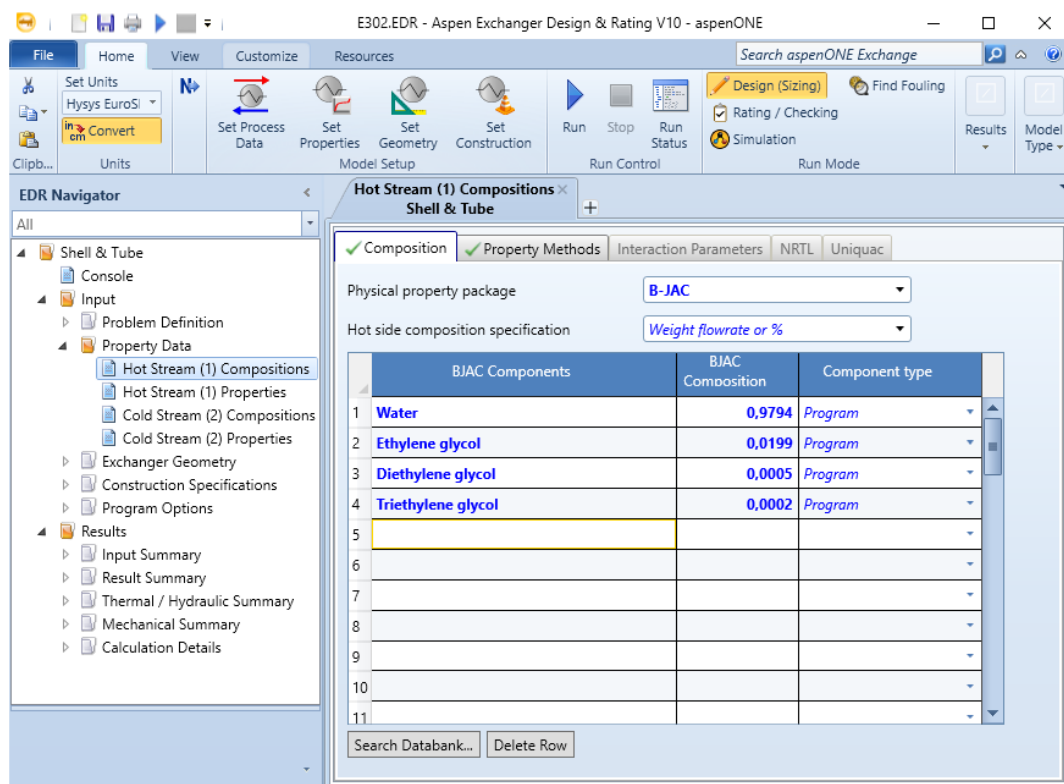 E302.EDR - Aspen Exchanger Design & Rating V10 - aspenONE
File Home View Customize Resources Search aspenONE Exchange
Set Units
Hysys EuroSi
in cm Convert
Set Process Data
Set Properties
Set Geometry
Set Construction
Run
Stop
Run Status
Design (Sizing)
Rating / Checking
Simulation
Find Fouling
Results
Model Type
Clipb... Units Model Setup Run Control Run Mode
EDR Navigator
All
Shell & Tube
Console
Input
Problem Definition
Property Data
Hot Stream (1) Compositions
Hot Stream (1) Properties
Cold Stream (2) Compositions
Cold Stream (2) Properties
Exchanger Geometry
Construction Specifications
Program Options
Results
Input Summary
Result Summary
Thermal / Hydraulic Summary
Mechanical Summary
Calculation Details
Hot Stream (1) Compositions
Shell & Tube
Composition Property Methods Interaction Parameters NRTL Uniquac
Physical property package B-JAC
Hot side composition specification Weight flowrate or %
BJAC Components BJAC Composition Component type
1 Water 0,9794 Program
2 Ethylene glycol 0,0199 Program
3 Diethylene glycol 0,0005 Program
4 Triethylene glycol 0,0002 Program
5
6
7
8
9
10
11
Search Databank... Delete Row